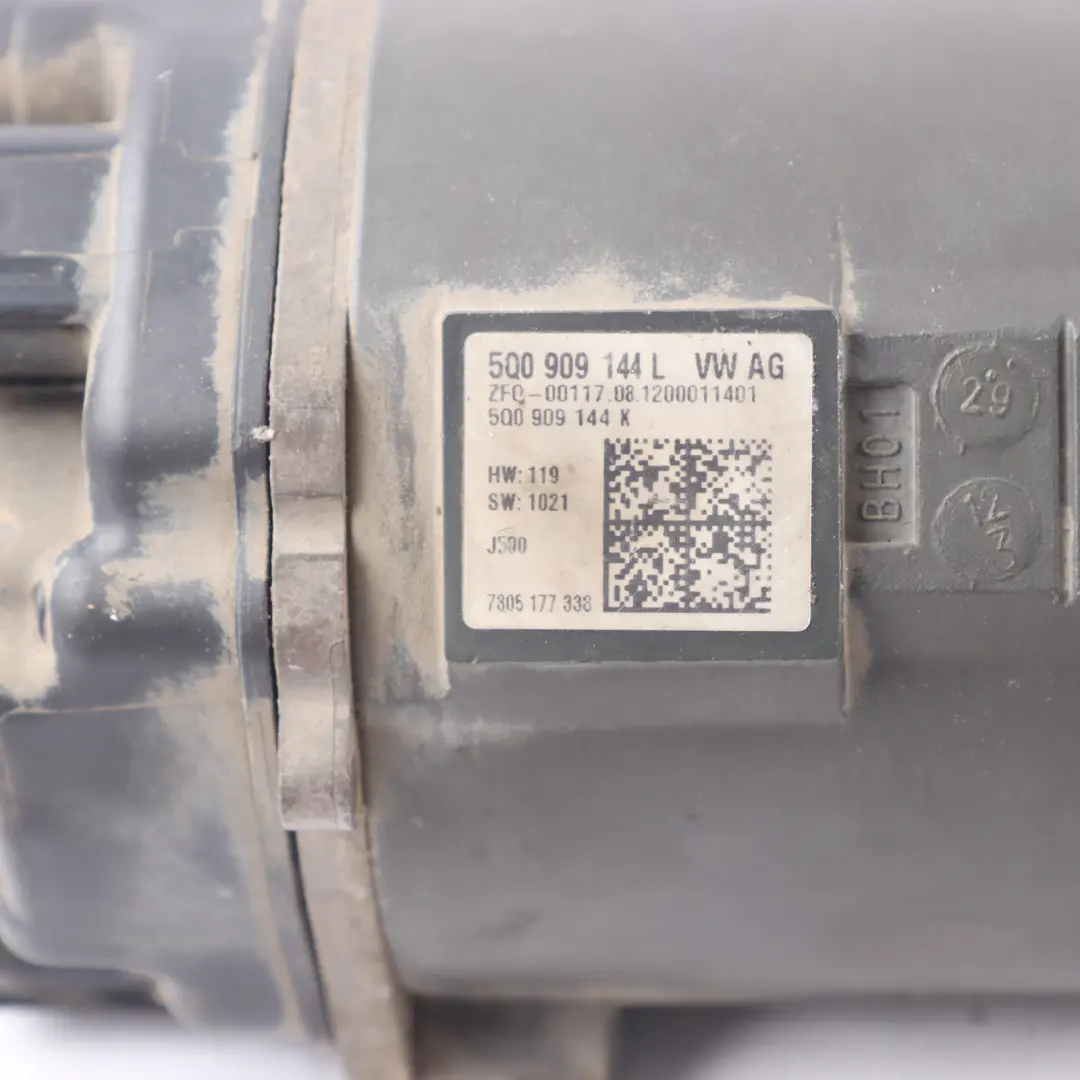 5Q0 909 144 L VW AG
ZFQ-00117.08.1200011401
5Q0 909 144 K
HW: 119
SW: 1021
J500
7805 177 338
BH01
29